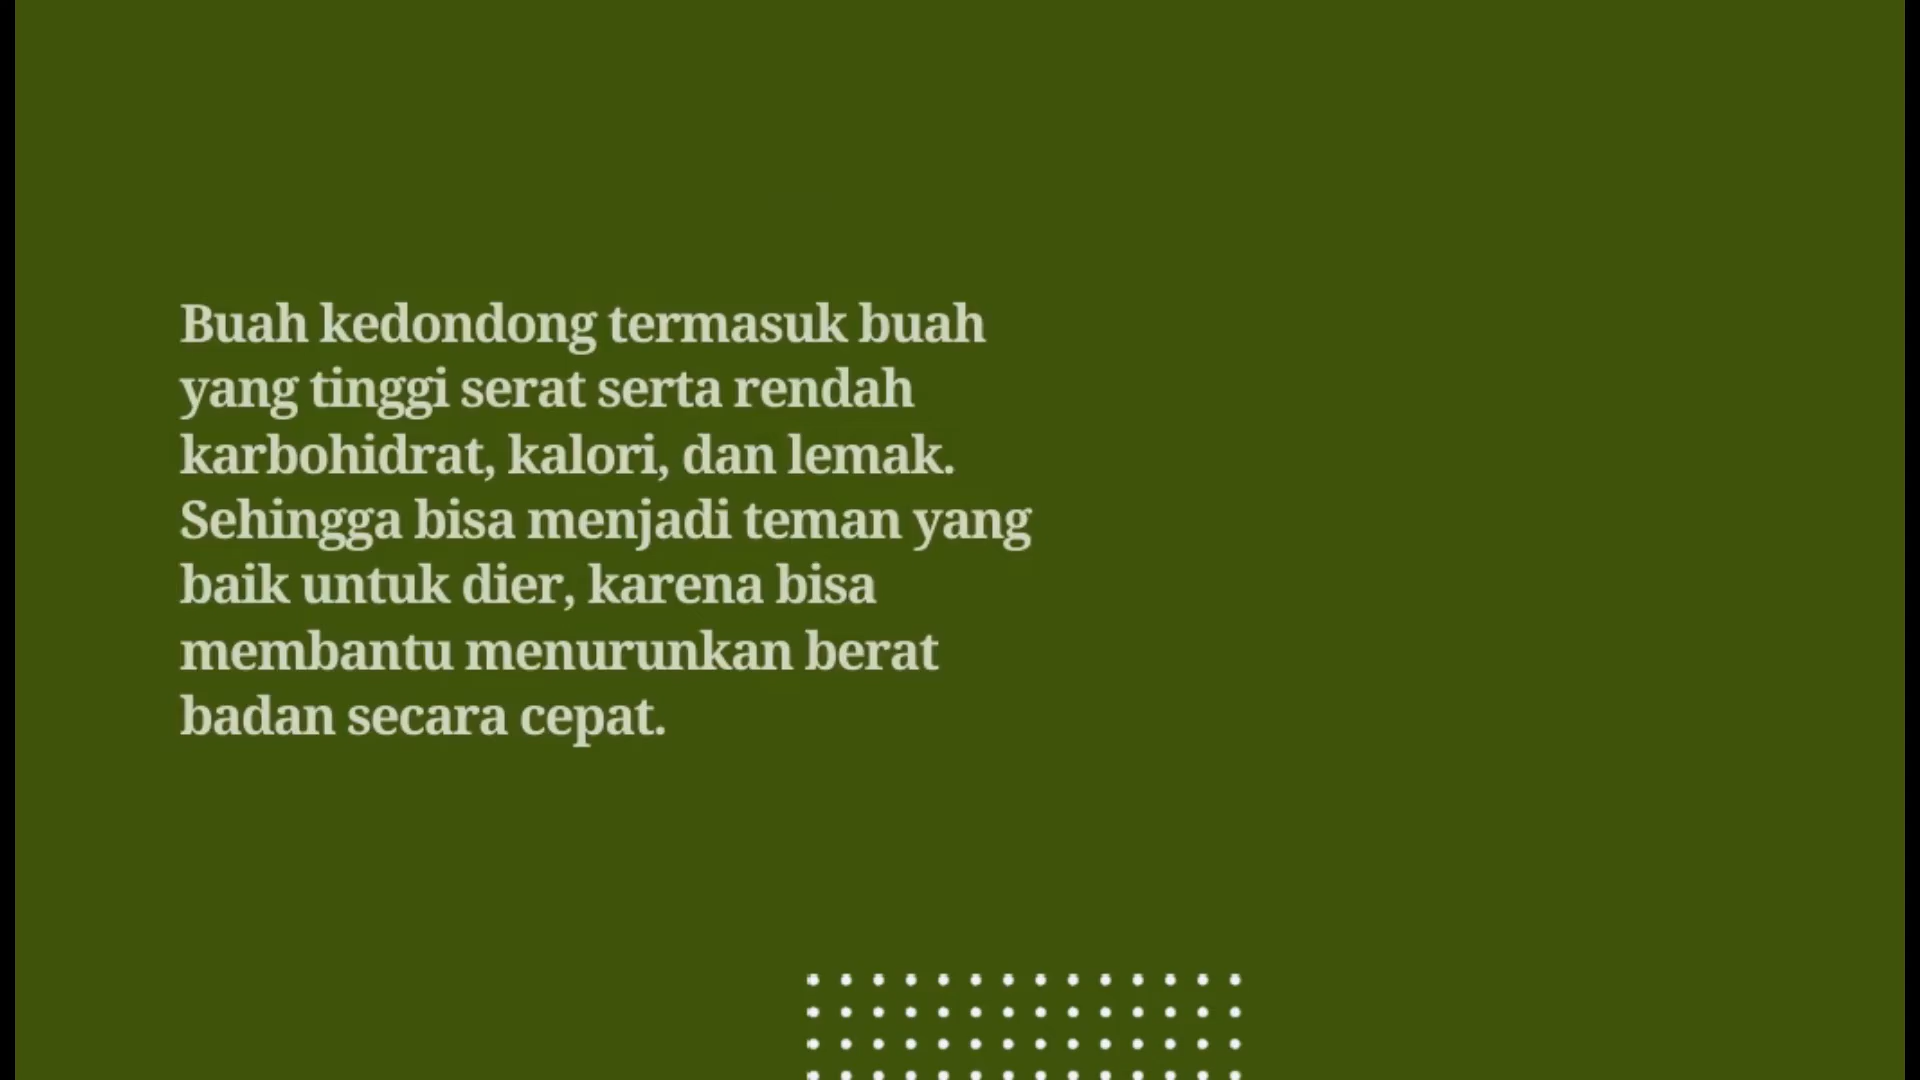 Buah kedondong termasuk buah
yang tinggi serat serta rendah
karbohidrat, kalori, dan lemak.
Sehingga bisa menjadi teman yang
baik untuk dier, karena bisa
membantu menurunkan berat
badan secara cepat.